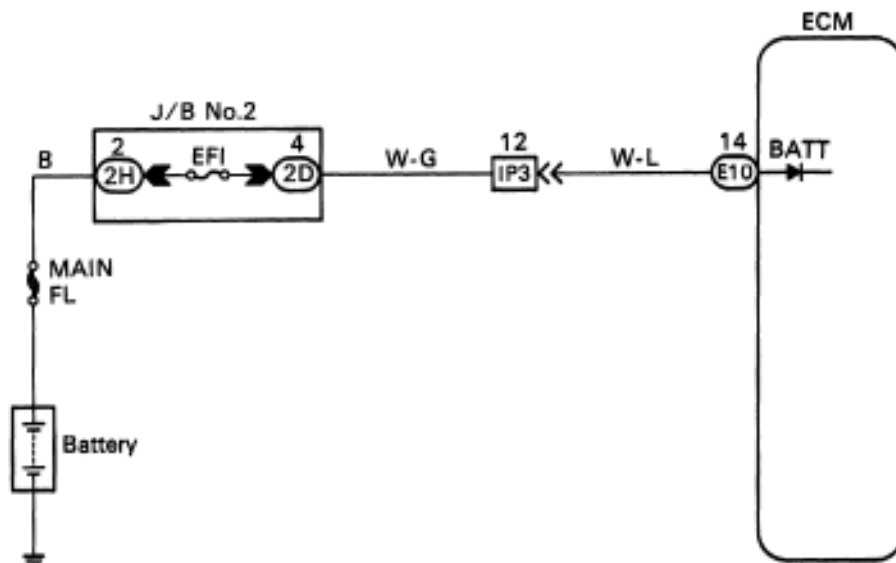 ECM
J/B No.2
2
EFI
4
12
14
BATT
B
2H
2D
W-G
IP3
W-L
E10
MAIN
FL
Battery